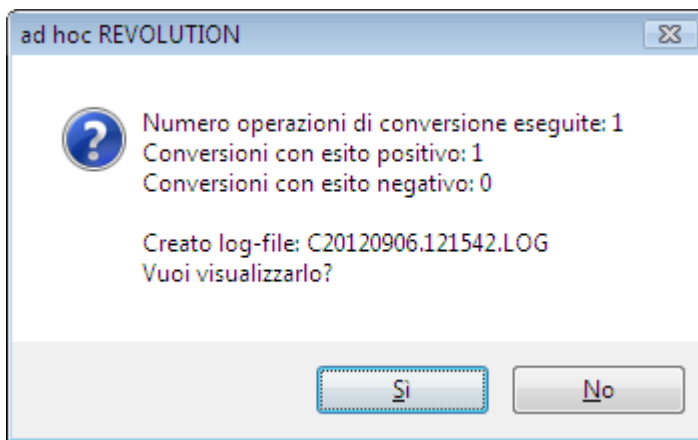 ad hoc REVOLUTION
Numero operazioni di conversione eseguite: 1
Conversioni con esito positivo: 1
Conversioni con esito negativo: 0
Creato log-file: C20120906.121542.LOG
Vuoi visualizzarlo?
Sì
No